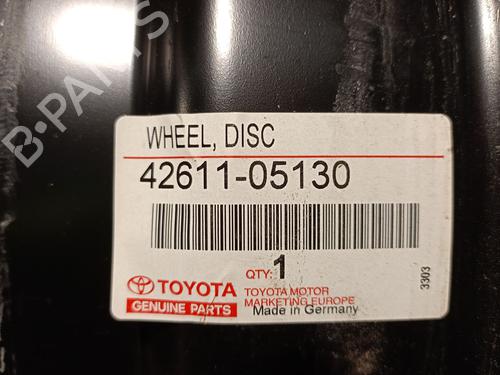 B-PARTS
WHEEL, DISC
42611-05130
QTY: 1
TOYOTA
GENUINE PARTS
TOYOTA MOTOR
MARKETING EUROPE
Made in Germany
3303